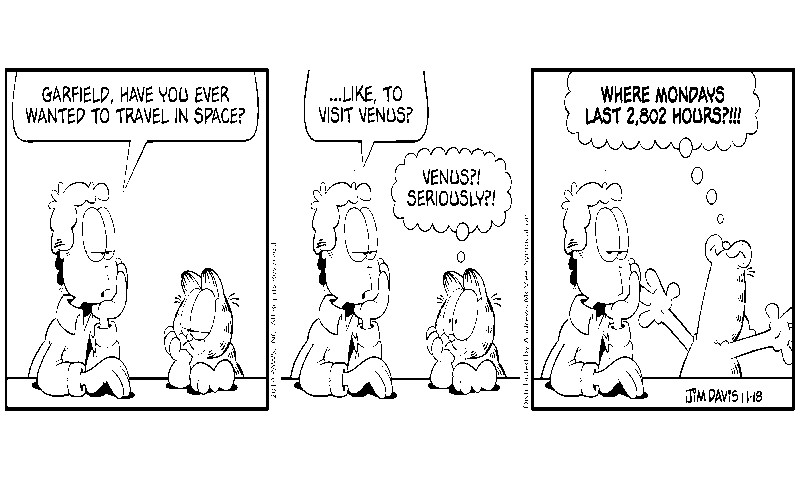 GARFIELD, HAVE YOU EVER
WANTED TO TRAVEL IN SPACE?
...LIKE, TO
VISIT VENUS?
VENUS?!
SERIOUSLY?!
WHERE MONDAYS
LAST 2,802 HOURS?!!!
JIM DAVIS 11-18